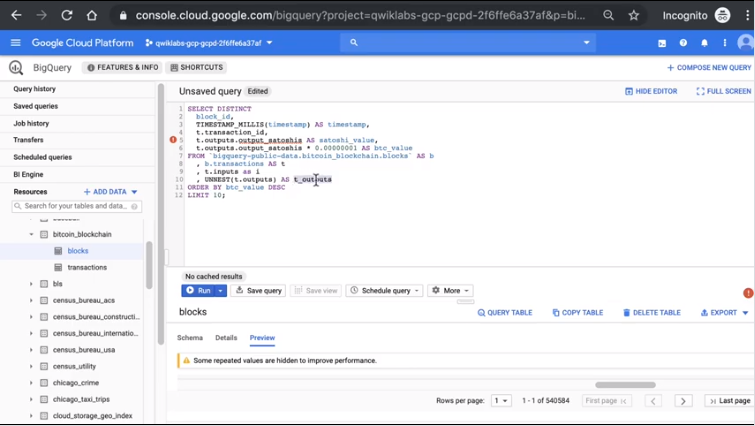 console.cloud.google.com/bigquery?project=qwiklabs-gcp-gcpd-2f6ffe6a37af&p=bi...
Incognito
Google Cloud Platform
qwiklabs-gcp-gcpd-2f6ffe6a37af
BigQuery
FEATURES & INFO
SHORTCUTS
+ COMPOSE NEW QUERY
Query history
Saved queries
Job history
Transfers
Scheduled queries
BI Engine
Resources
+ ADD DATA
Search for your tables and data...
bitcoin_blockchain
blocks
transactions
bls
census_bureau_acs
census_bureau_constructi...
census_bureau_internatio...
census_bureau_usa
census_utility
chicago_crime
chicago_taxi_trips
cloud_storage_geo_index
Unsaved query Edited
HIDE EDITOR
FULL SCREEN
1 SELECT DISTINCT
2 block_id,
3 TIMESTAMP_MILLIS(timestamp) AS timestamp,
4 t.transaction_id,
5 t.outputs.output_satoshis AS satoshi_value,
6 t.outputs.output_satoshis * 0.00000001 AS btc_value
7 FROM `bigquery-public-data.bitcoin_blockchain.blocks` AS b
8 , b.transactions AS t
9 , t.inputs as i
10 , UNNEST(t.outputs) AS t_outputs
11 ORDER BY btc_value DESC
12 LIMIT 10;
No cached results
Run
Save query
Save view
Schedule query
More
blocks
QUERY TABLE
COPY TABLE
DELETE TABLE
EXPORT
Schema
Details
Preview
Some repeated values are hidden to improve performance.
Rows per page: 1
1 - 1 of 540584
First page
Last page